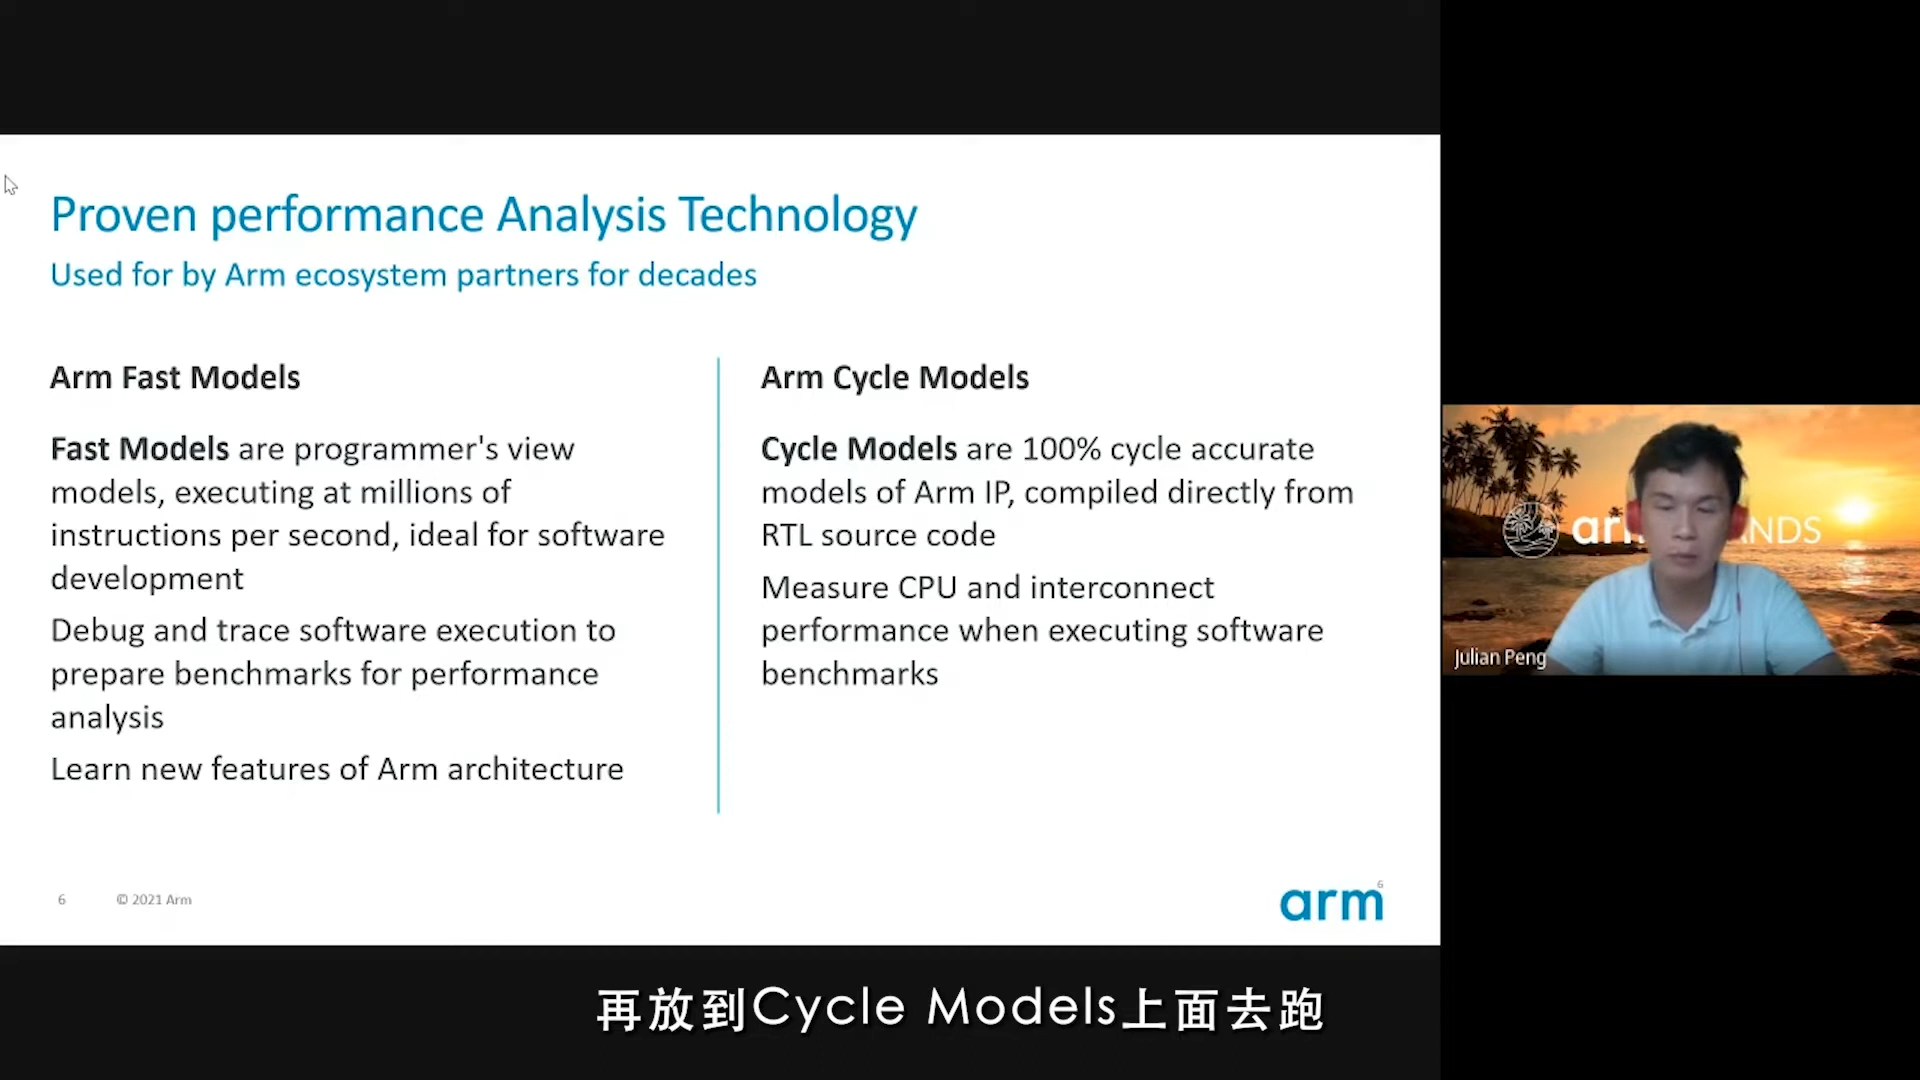 Proven performance Analysis Technology
Used for by Arm ecosystem partners for decades
Arm Fast Models
Fast Models are programmer's view
models, executing at millions of
instructions per second, ideal for software
development
Debug and trace software execution to
prepare benchmarks for performance
analysis
Learn new features of Arm architecture
Arm Cycle Models
Cycle Models are 100% cycle accurate
models of Arm IP, compiled directly from
RTL source code
Measure CPU and interconnect
performance when executing software
benchmarks
6
© 2021 Arm
arm
6
Julian Peng
再放到Cycle Models上面去跑